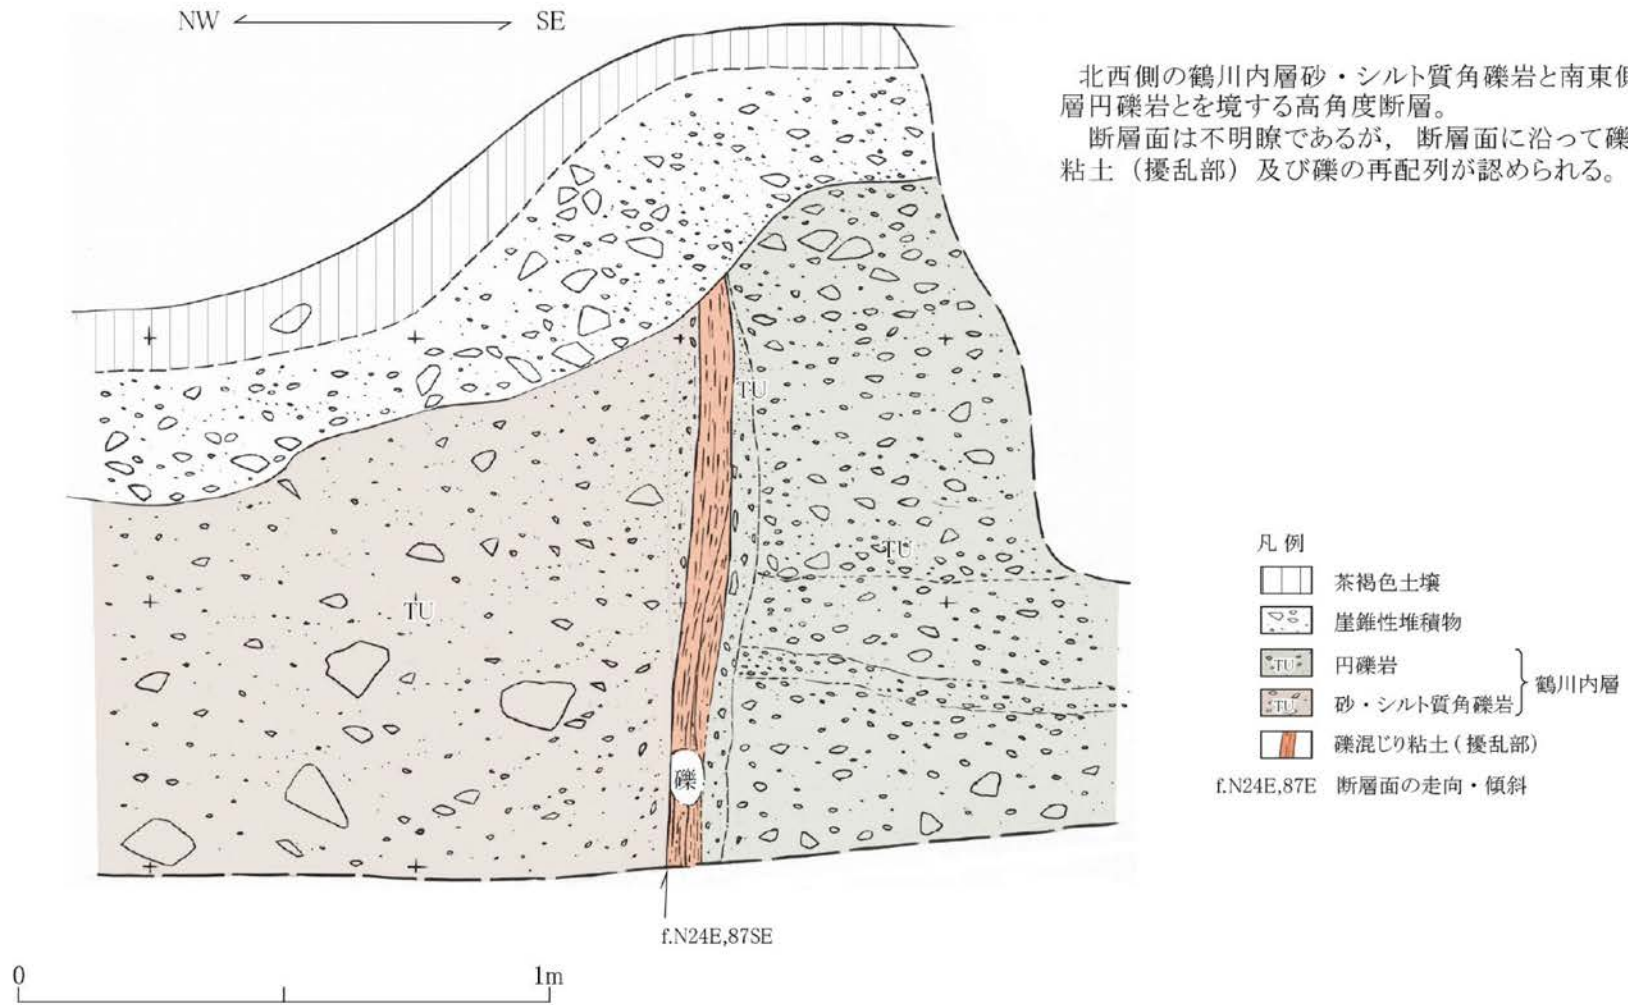 NW SE
北西側の鶴川内層砂・シルト質角礫岩と南東側
層円礫岩とを境する高角度断層。
断層面は不明瞭であるが，断層面に沿って礫
粘土（擾乱部）及び礫の再配列が認められる。
TU
TU
TU
礫
f.N24E,87SE
0 1m
凡 例
茶褐色土壌
崖錐性堆積物
TU 円礫岩
TU 砂・シルト質角礫岩
鶴川内層
礫混じり粘土（擾乱部）
f.N24E,87E 断層面の走向・傾斜